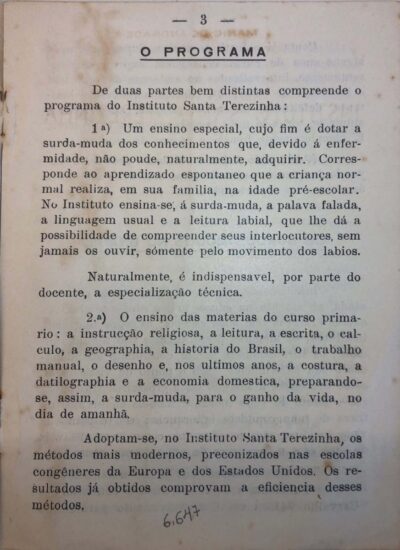 — 3 —
O PROGRAMA
De duas partes bem distintas compreende o
programa do Instituto Santa Terezinha :
1ª) Um ensino especial, cujo fim é dotar a
surda-muda dos conhecimentos que, devido á enfer-
midade, não poude, naturalmente, adquirir. Corres-
ponde ao aprendizado espontaneo que a criança nor-
mal realiza, em sua familia, na idade pré-escolar.
No Instituto ensina-se, á surda-muda, a palava falada,
a linguagem usual e a leitura labial, que lhe dá a
possibilidade de compreender seus interlocutores, sem
jamais os ouvir, sómente pelo movimento dos labios.
Naturalmente, é indispensavel, por parte do
docente, a especialização técnica.
2.ª) O ensino das materias do curso prima-
rio : a instrucção religiosa, a leitura, a escrita, o cal-
culo, a geographia, a historia do Brasil, o trabalho
manual, o desenho e, nos ultimos anos, a costura, a
datilographia e a economia domestica, preparando-
se, assim, a surda-muda, para o ganho da vida, no
dia de amanhã.
Adoptam-se, no Instituto Santa Terezinha, os
métodos mais modernos, preconizados nas escolas
congêneres da Europa e dos Estados Unidos. Os re-
sultados já obtidos comprovam a eficiencia desses
métodos.
6.647